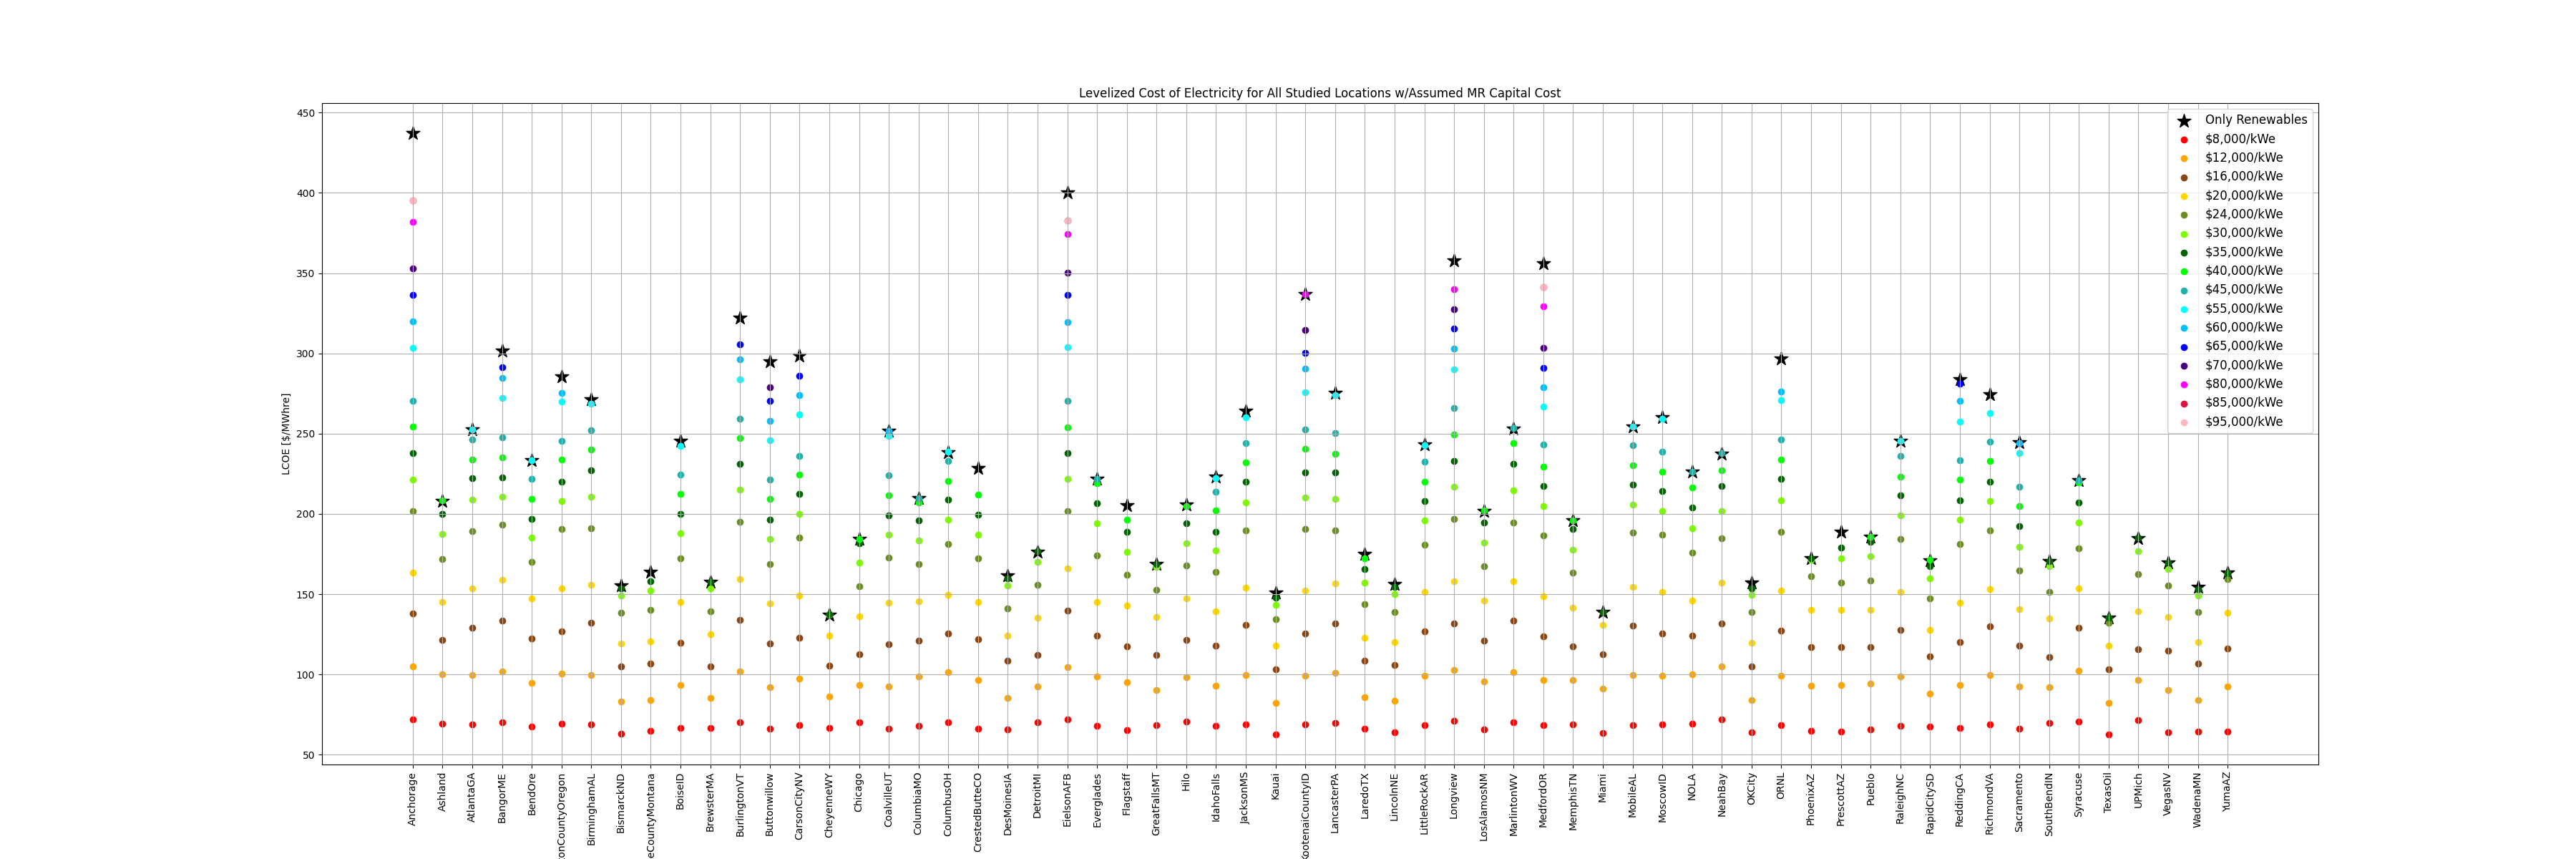 Levelized Cost of Electricity for All Studied Locations w/Assumed MR Capital Cost
LCOE [$/MWhre]
450
400
350
300
250
200
150
100
50
Only Renewables
$8,000/kWe
$12,000/kWe
$16,000/kWe
$20,000/kWe
$24,000/kWe
$30,000/kWe
$35,000/kWe
$40,000/kWe
$45,000/kWe
$55,000/kWe
$60,000/kWe
$65,000/kWe
$70,000/kWe
$80,000/kWe
$85,000/kWe
$95,000/kWe
Anchorage
Ashland
AtlantaGA
BangorME
BendOre
onCountyOregon
BirminghamAL
BismarckND
eCountyMontana
BoiseID
BrewsterMA
BurlingtonVT
Buttonwillow
CarsonCityNV
CheyenneWY
Chicago
CoalvilleUT
ColumbiaMO
ColumbusOH
CrestedButteCO
DesMoinesIA
DetroitMI
EielsonAFB
Everglades
Flagstaff
GreatFallsMT
Hilo
IdahoFalls
JacksonMS
Kauai
KootenaiCountyID
LancasterPA
LaredoTX
LincolnNE
LittleRockAR
Longview
LosAlamosNM
MarlintonWV
MedfordOR
MemphisTN
Miami
MobileAL
MoscowID
NOLA
NeahBay
OKCity
ORNL
PhoenixAZ
PrescottAZ
Pueblo
RaleighNC
RapidCitySD
ReddingCA
RichmondVA
Sacramento
SouthBendIN
Syracuse
TexasOil
UPMich
VegasNV
WadenaMN
YumaAZ